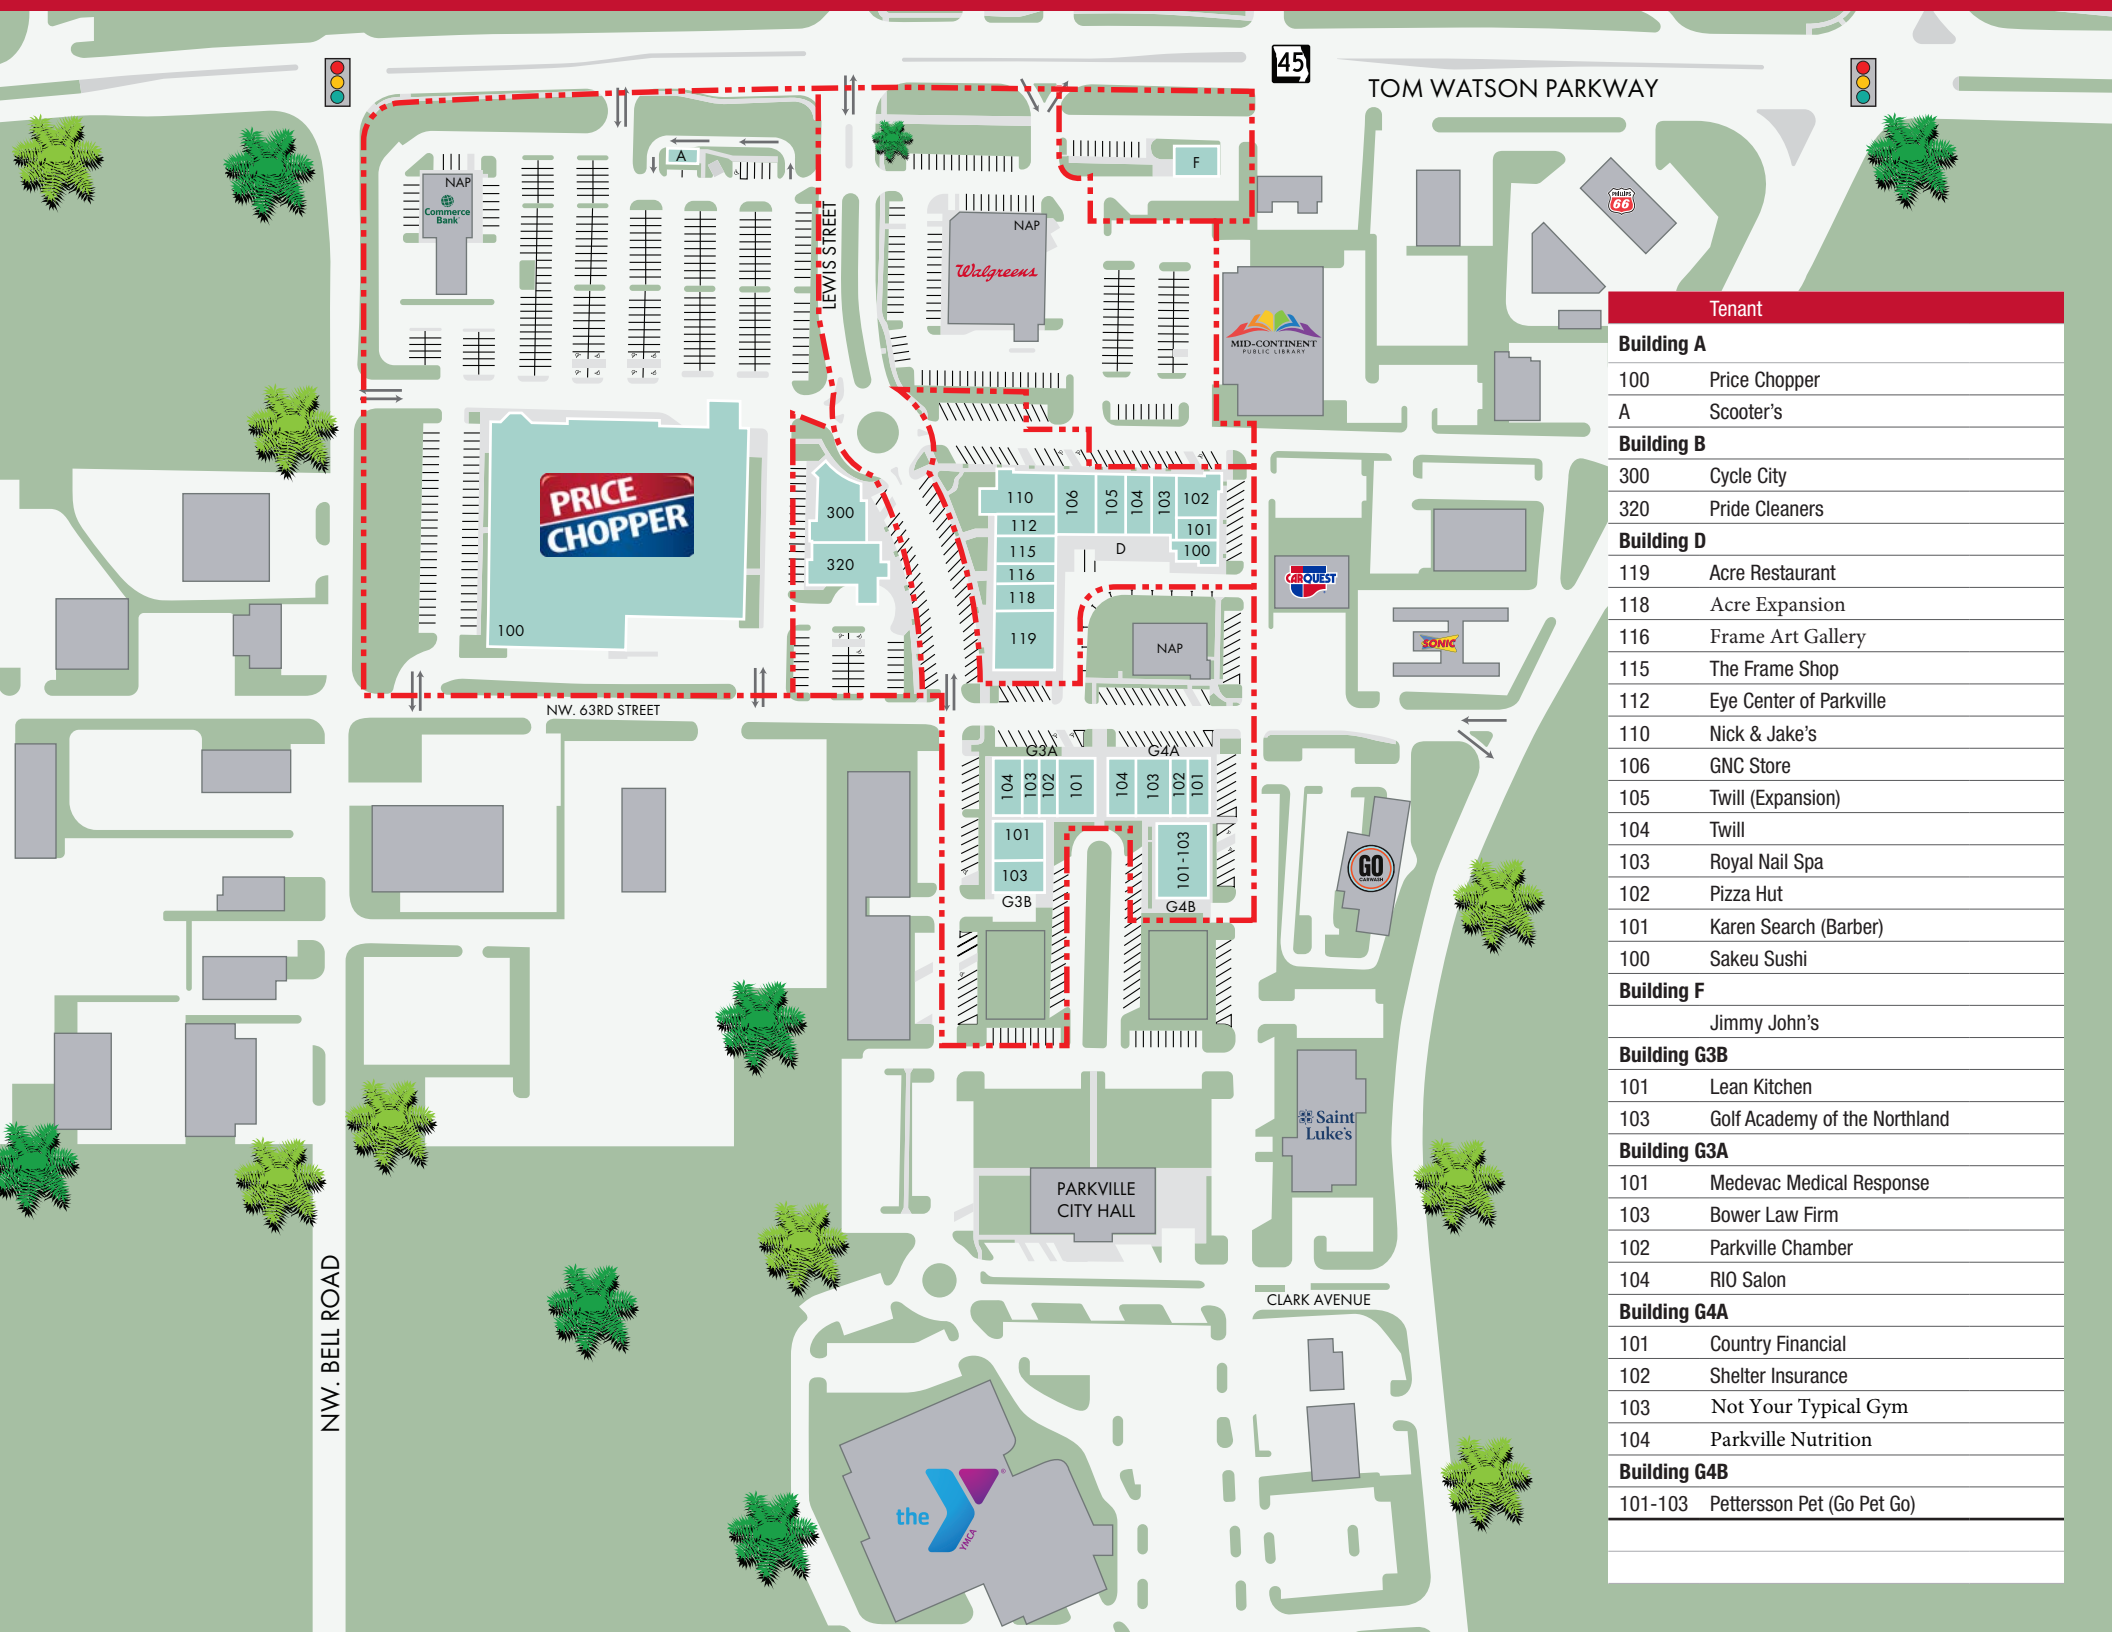 45
TOM WATSON PARKWAY
A
F
NAP
Commerce
Bank
PHILLIPS
66
LEWIS STREET
NAP
Walgreens
MID-CONTINENT
PUBLIC LIBRARY
PRICE
CHOPPER
100
300
320
110
106
105
104
103
102
112
101
115
D
100
116
118
119
NAP
CARQUEST
SONIC
NW. 63RD STREET
G3A
G4A
104
103
102
101
104
103
102
101
101
103
101-103
G3B
G4B
GO
CARWASH
Saint
Luke's
PARKVILLE
CITY HALL
CLARK AVENUE
NW. BELL ROAD
the
YMCA
Tenant
Building A
100 Price Chopper
A Scooter's
Building B
300 Cycle City
320 Pride Cleaners
Building D
119 Acre Restaurant
118 Acre Expansion
116 Frame Art Gallery
115 The Frame Shop
112 Eye Center of Parkville
110 Nick & Jake's
106 GNC Store
105 Twill (Expansion)
104 Twill
103 Royal Nail Spa
102 Pizza Hut
101 Karen Search (Barber)
100 Sakeu Sushi
Building F
Jimmy John's
Building G3B
101 Lean Kitchen
103 Golf Academy of the Northland
Building G3A
101 Medevac Medical Response
103 Bower Law Firm
102 Parkville Chamber
104 RIO Salon
Building G4A
101 Country Financial
102 Shelter Insurance
103 Not Your Typical Gym
104 Parkville Nutrition
Building G4B
101-103 Pettersson Pet (Go Pet Go)